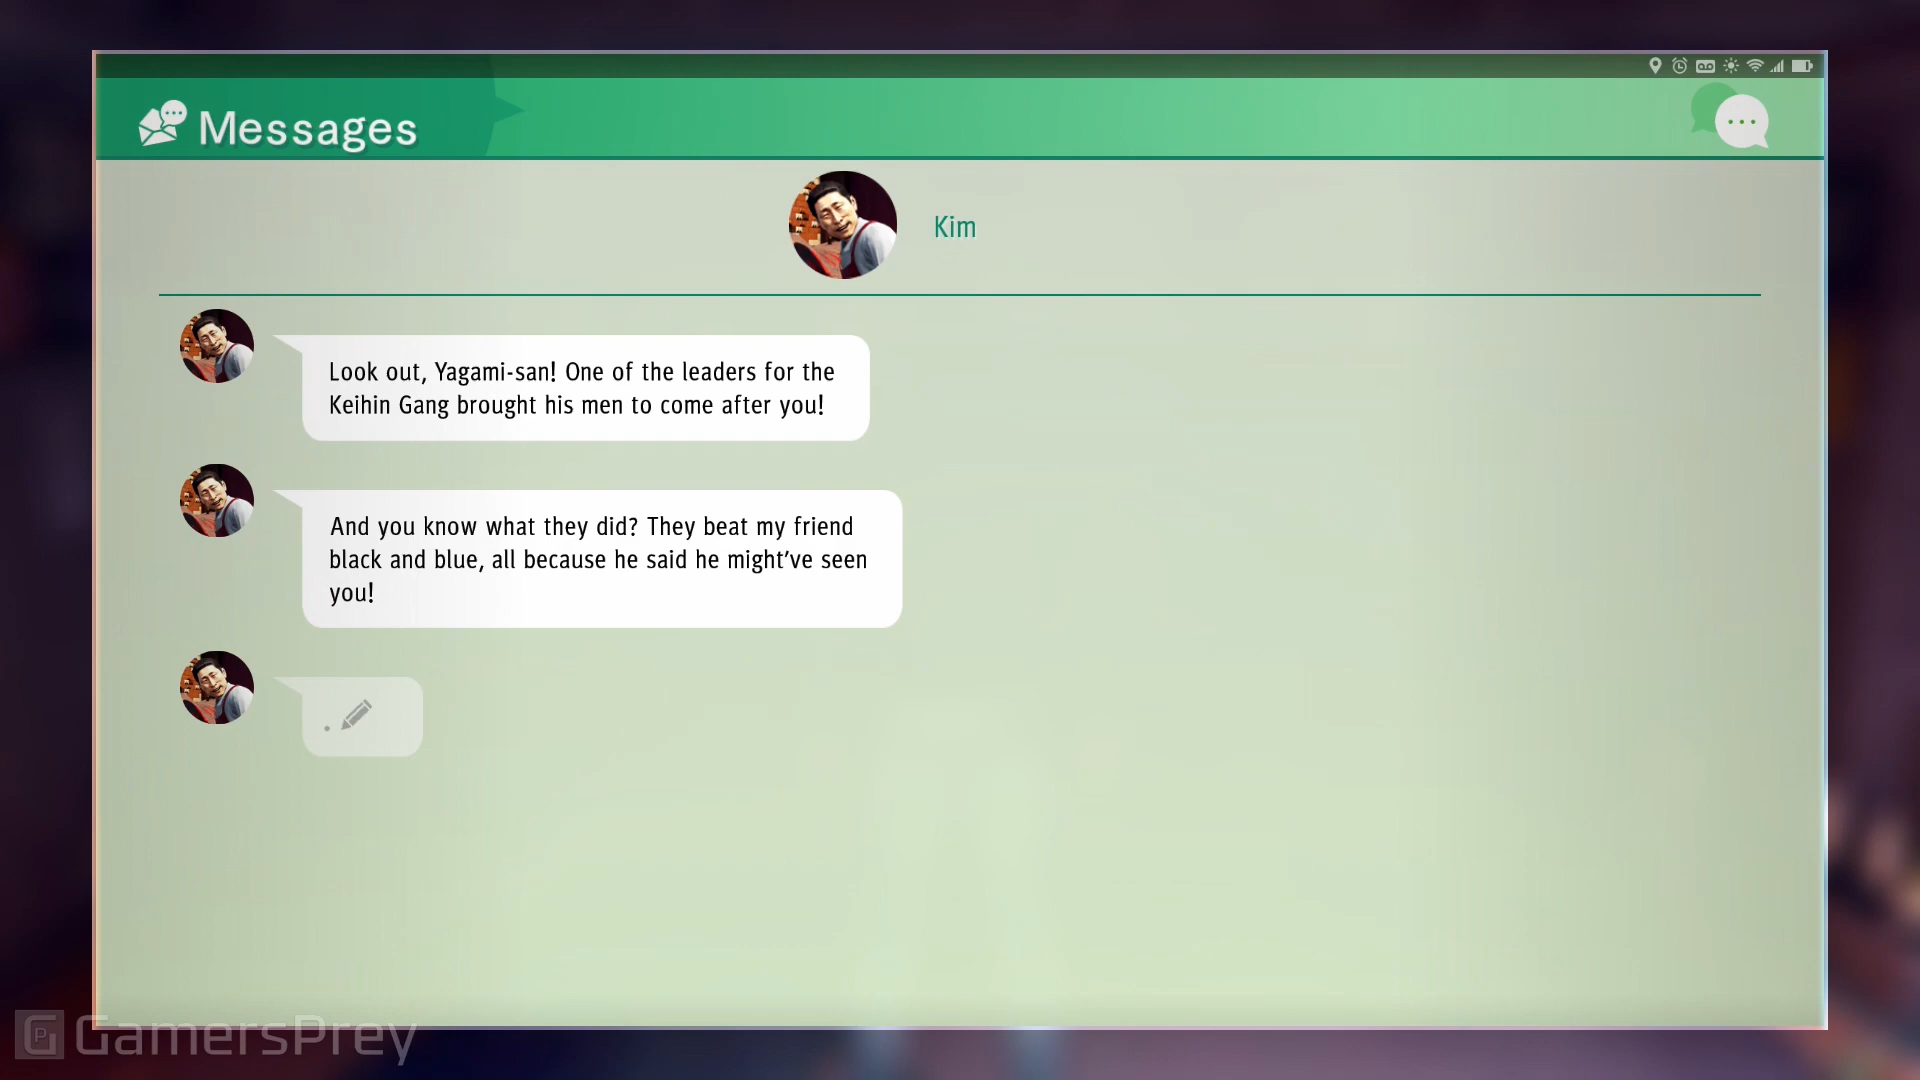 Messages
Kim
Look out, Yagami-san! One of the leaders for the
Keihin Gang brought his men to come after you!
And you know what they did? They beat my friend
black and blue, all because he said he might've seen
you!
GamersPrey